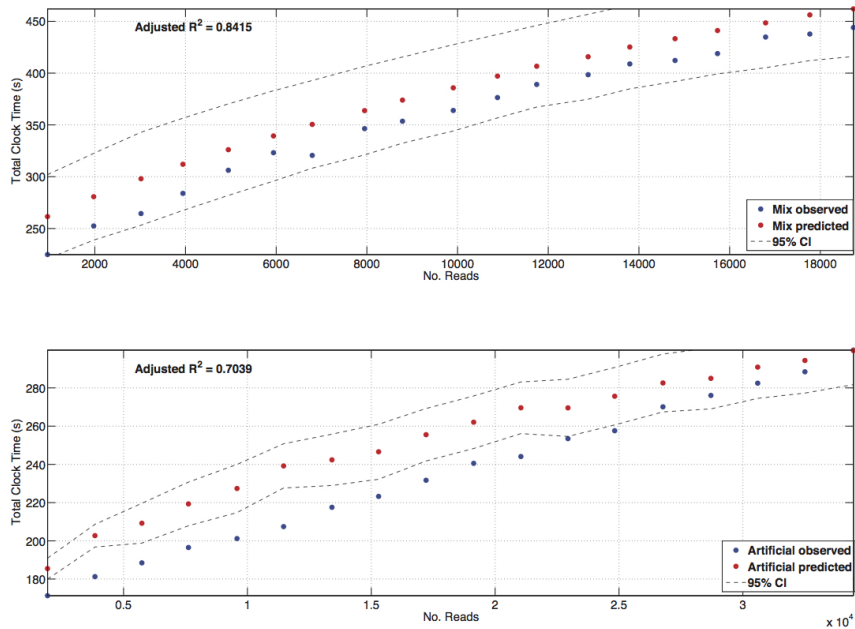 Adjusted R² = 0.8415
Total Clock Time (s)
450
400
350
300
250
Mix observed
Mix predicted
95% CI
2000 4000 6000 8000 10000 12000 14000 16000 18000
No. Reads
Adjusted R² = 0.7039
Total Clock Time (s)
280
260
240
220
200
180
Artificial observed
Artificial predicted
95% CI
0.5 1 1.5 2 2.5 3
No. Reads
x 10⁴